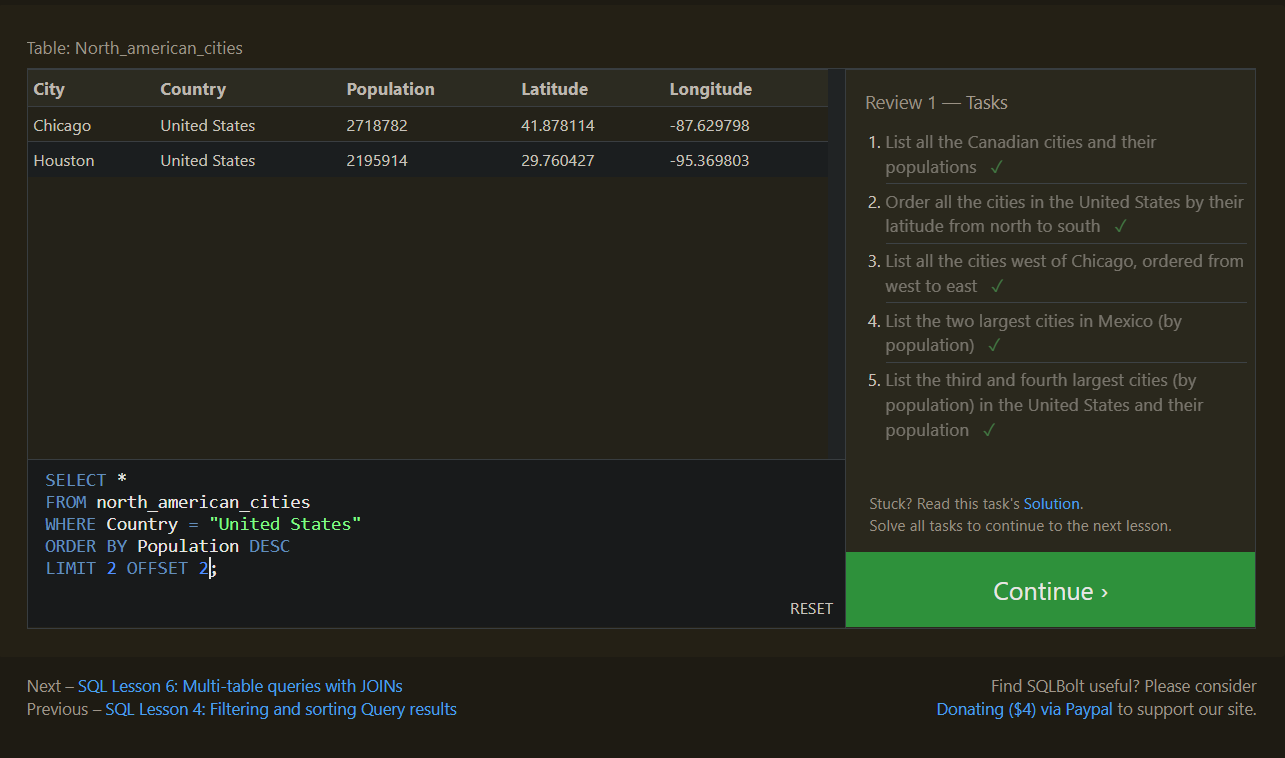 Table: North_american_cities
City Country Population Latitude Longitude
Chicago United States 2718782 41.878114 -87.629798
Houston United States 2195914 29.760427 -95.369803
SELECT *
FROM north_american_cities
WHERE Country = "United States"
ORDER BY Population DESC
LIMIT 2 OFFSET 2;
RESET
Review 1 — Tasks
1. List all the Canadian cities and their
populations ✓
2. Order all the cities in the United States by their
latitude from north to south ✓
3. List all the cities west of Chicago, ordered from
west to east ✓
4. List the two largest cities in Mexico (by
population) ✓
5. List the third and fourth largest cities (by
population) in the United States and their
population ✓
Stuck? Read this task's Solution.
Solve all tasks to continue to the next lesson.
Continue ›
Next – SQL Lesson 6: Multi-table queries with JOINs
Previous – SQL Lesson 4: Filtering and sorting Query results
Find SQLBolt useful? Please consider
Donating ($4) via Paypal to support our site.